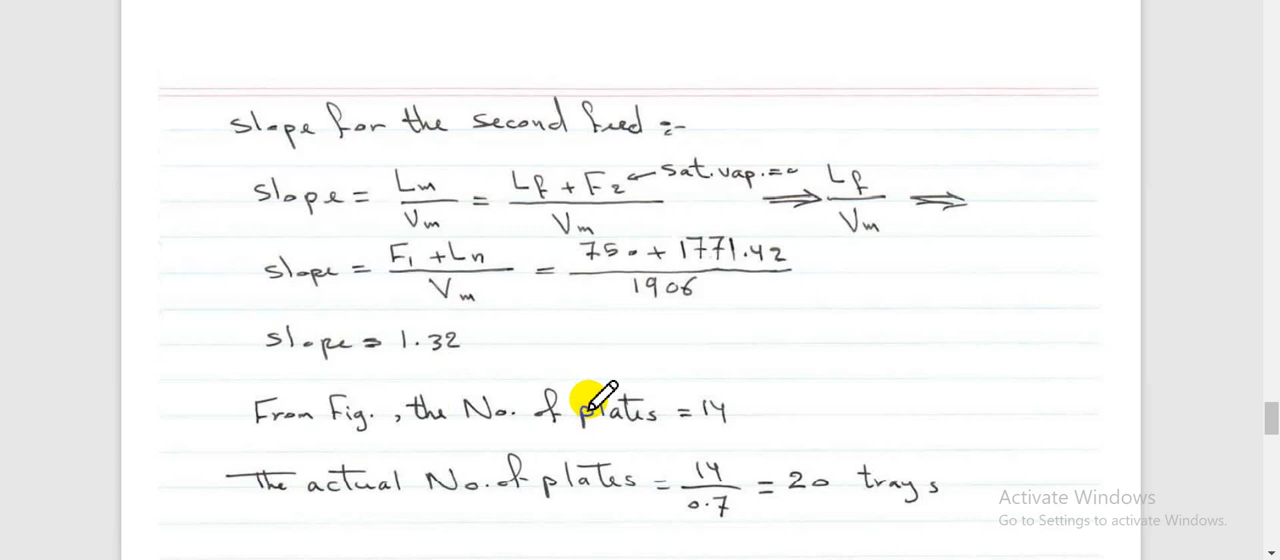 slope for the second feed :-
slope = Lm / Vm = Lf + F2 / Vm ← sat. vap. = 0 ⟹ Lf / Vm ⟹
slope = F1 + Ln / Vm = 750 + 1771.42 / 1906
slope = 1.32
From Fig., the No. of plates = 14
The actual No. of plates = 14 / 0.7 = 20 trays
Activate Windows
Go to Settings to activate Windows.